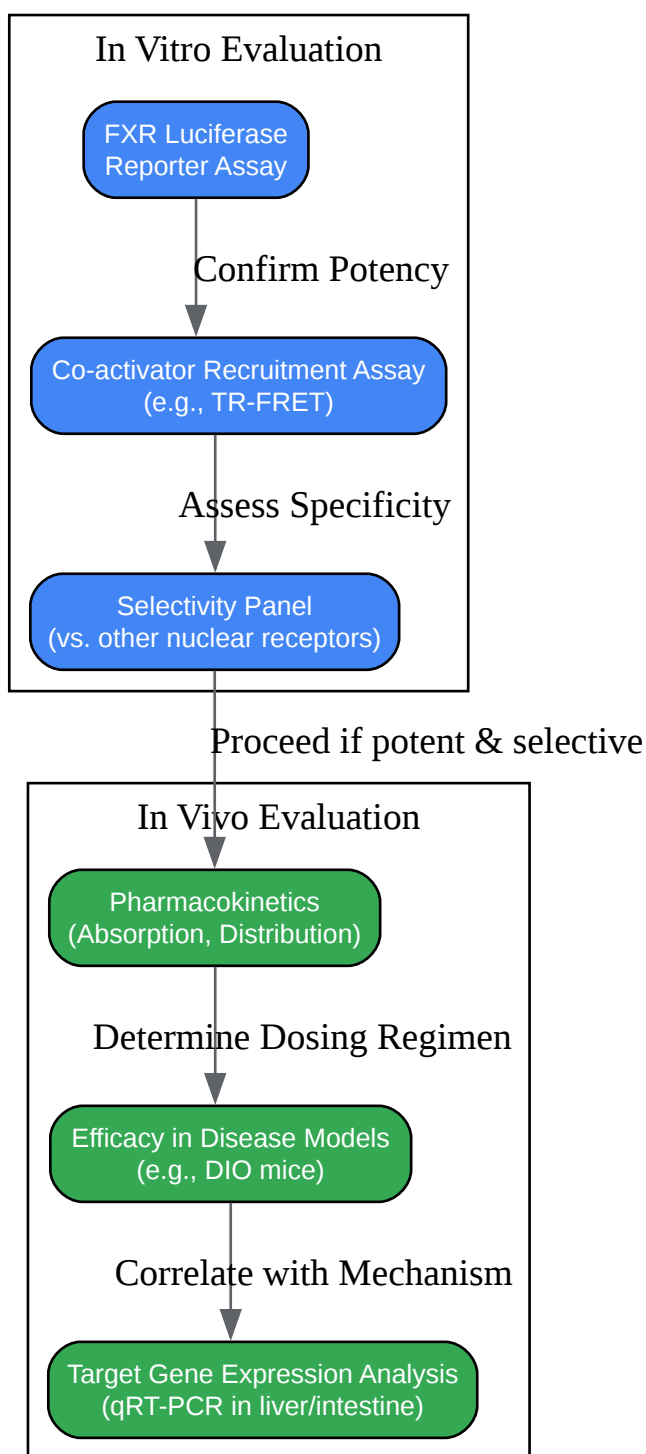 In Vitro Evaluation
FXR Luciferase
Reporter Assay
Confirm Potency
Co-activator Recruitment Assay
(e.g., TR-FRET)
Assess Specificity
Selectivity Panel
(vs. other nuclear receptors)
Proceed if potent & selective
In Vivo Evaluation
Pharmacokinetics
(Absorption, Distribution)
Determine Dosing Regimen
Efficacy in Disease Models
(e.g., DIO mice)
Correlate with Mechanism
Target Gene Expression Analysis
(qRT-PCR in liver/intestine)